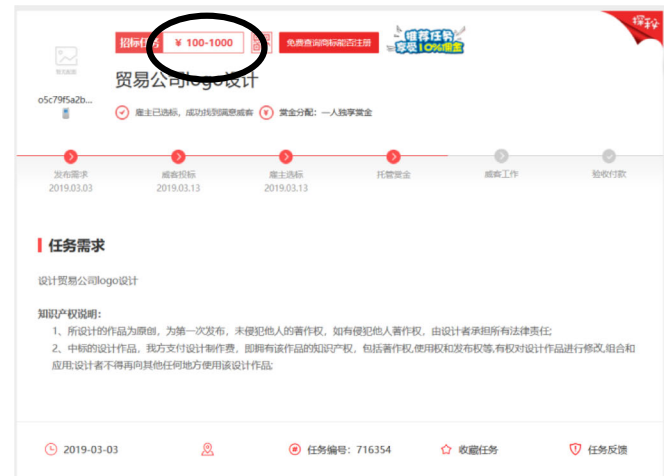 招标任务 ¥ 100-1000 免费查询商标能否注册 推荐任务 享受10%佣金
贸易公司logo设计
o5c79f5a2b...
雇主已选标，成功找到满意威客 赏金分配：一人独享赏金
发布需求 威客投标 雇主选标 托管赏金 威客工作 验收付款
2019.03.03 2019.03.13 2019.03.13
任务需求
设计贸易公司logo设计
知识产权说明：
1、所设计的作品为原创，为第一次发布，未侵犯他人的著作权，如有侵犯他人著作权，由设计者承担所有法律责任;
2、中标的设计作品，我方支付设计制作费，即拥有该作品的知识产权，包括著作权,使用权和发布权等,有权对设计作品进行修改,组合和
应用;设计者不得再向其他任何地方使用该设计作品;
2019-03-03 任务编号：716354 收藏任务 任务反馈